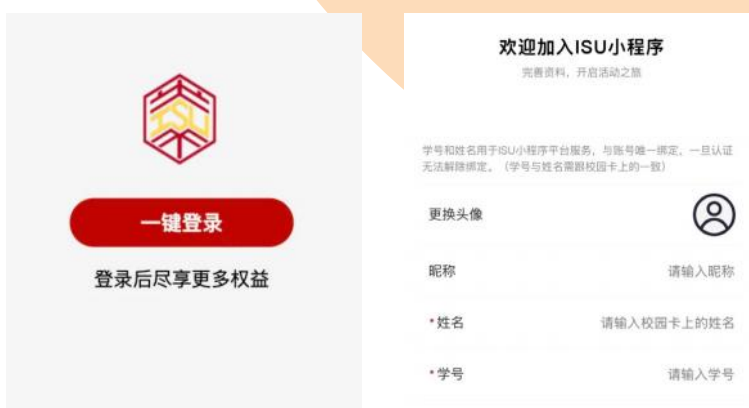 ISU
一键登录
登录后尽享更多权益
欢迎加入ISU小程序
完善资料，开启活动之旅
学号和姓名用于ISU小程序平台服务，与账号唯一绑定，一旦认证
无法解除绑定。（学号与姓名需跟校园卡上的一致）
更换头像
昵称 请输入昵称
*姓名 请输入校园卡上的姓名
*学号 请输入学号